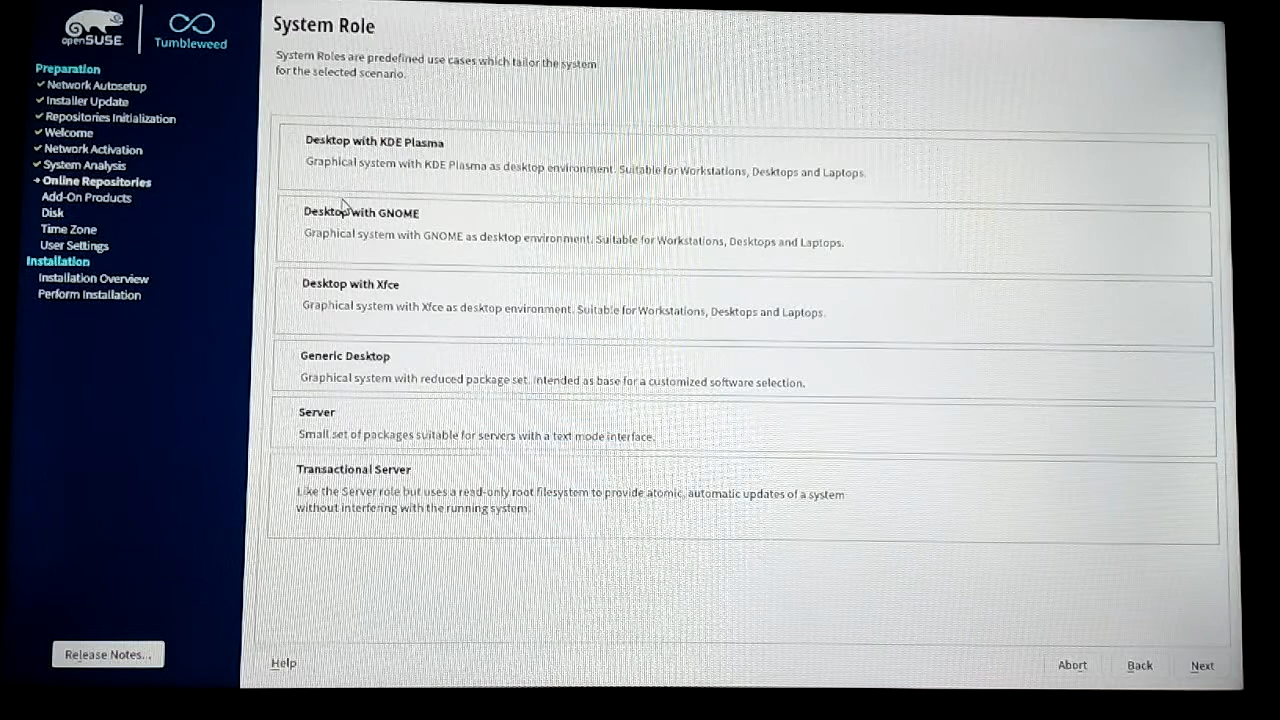 openSUSE
Tumbleweed
Preparation
Network Autosetup
Installer Update
Repositories Initialization
Welcome
Network Activation
System Analysis
Online Repositories
Add-On Products
Disk
Time Zone
User Settings
Installation
Installation Overview
Perform Installation
Release Notes...
System Role
System Roles are predefined use cases which tailor the system
for the selected scenario.
Desktop with KDE Plasma
Graphical system with KDE Plasma as desktop environment. Suitable for Workstations, Desktops and Laptops.
Desktop with GNOME
Graphical system with GNOME as desktop environment. Suitable for Workstations, Desktops and Laptops.
Desktop with Xfce
Graphical system with Xfce as desktop environment. Suitable for Workstations, Desktops and Laptops.
Generic Desktop
Graphical system with reduced package set. Intended as base for a customized software selection.
Server
Small set of packages suitable for servers with a text mode interface.
Transactional Server
Like the Server role but uses a read-only root filesystem to provide atomic, automatic updates of a system
without interfering with the running system.
Help
Abort
Back
Next